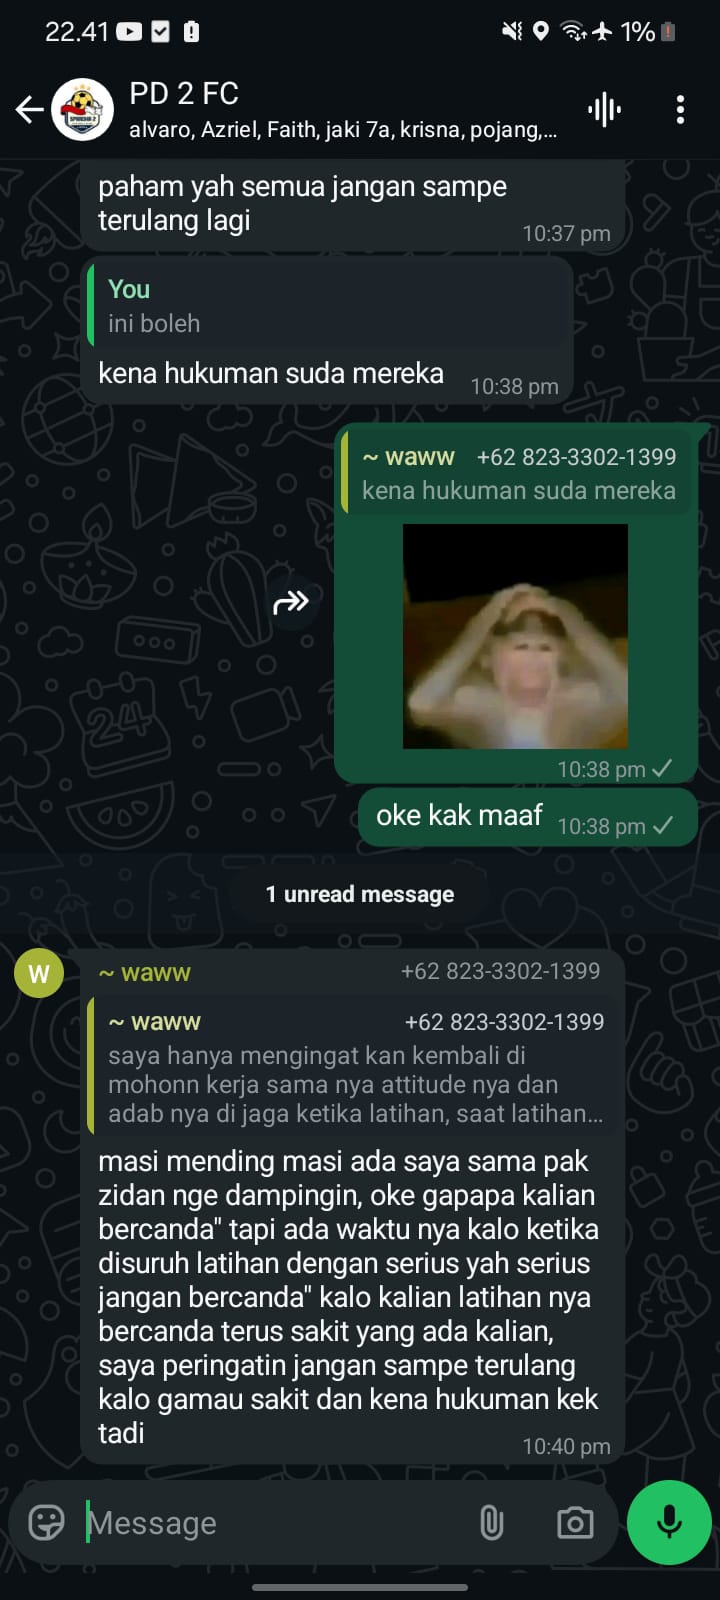 22.41
1%
PD 2 FC
alvaro, Azriel, Faith, jaki 7a, krisna, pojang,...
paham yah semua jangan sampe
terulang lagi
10:37 pm
You
ini boleh
kena hukuman suda mereka
10:38 pm
~ waww +62 823-3302-1399
kena hukuman suda mereka
10:38 pm
oke kak maaf
10:38 pm
1 unread message
W
~ waww +62 823-3302-1399
~ waww +62 823-3302-1399
saya hanya mengingat kan kembali di
mohonn kerja sama nya attitude nya dan
adab nya di jaga ketika latihan, saat latihan...
masi mending masi ada saya sama pak
zidan nge dampingin, oke gapapa kalian
bercanda" tapi ada waktu nya kalo ketika
disuruh latihan dengan serius yah serius
jangan bercanda" kalo kalian latihan nya
bercanda terus sakit yang ada kalian,
saya peringatin jangan sampe terulang
kalo gamau sakit dan kena hukuman kek
tadi
10:40 pm
Message